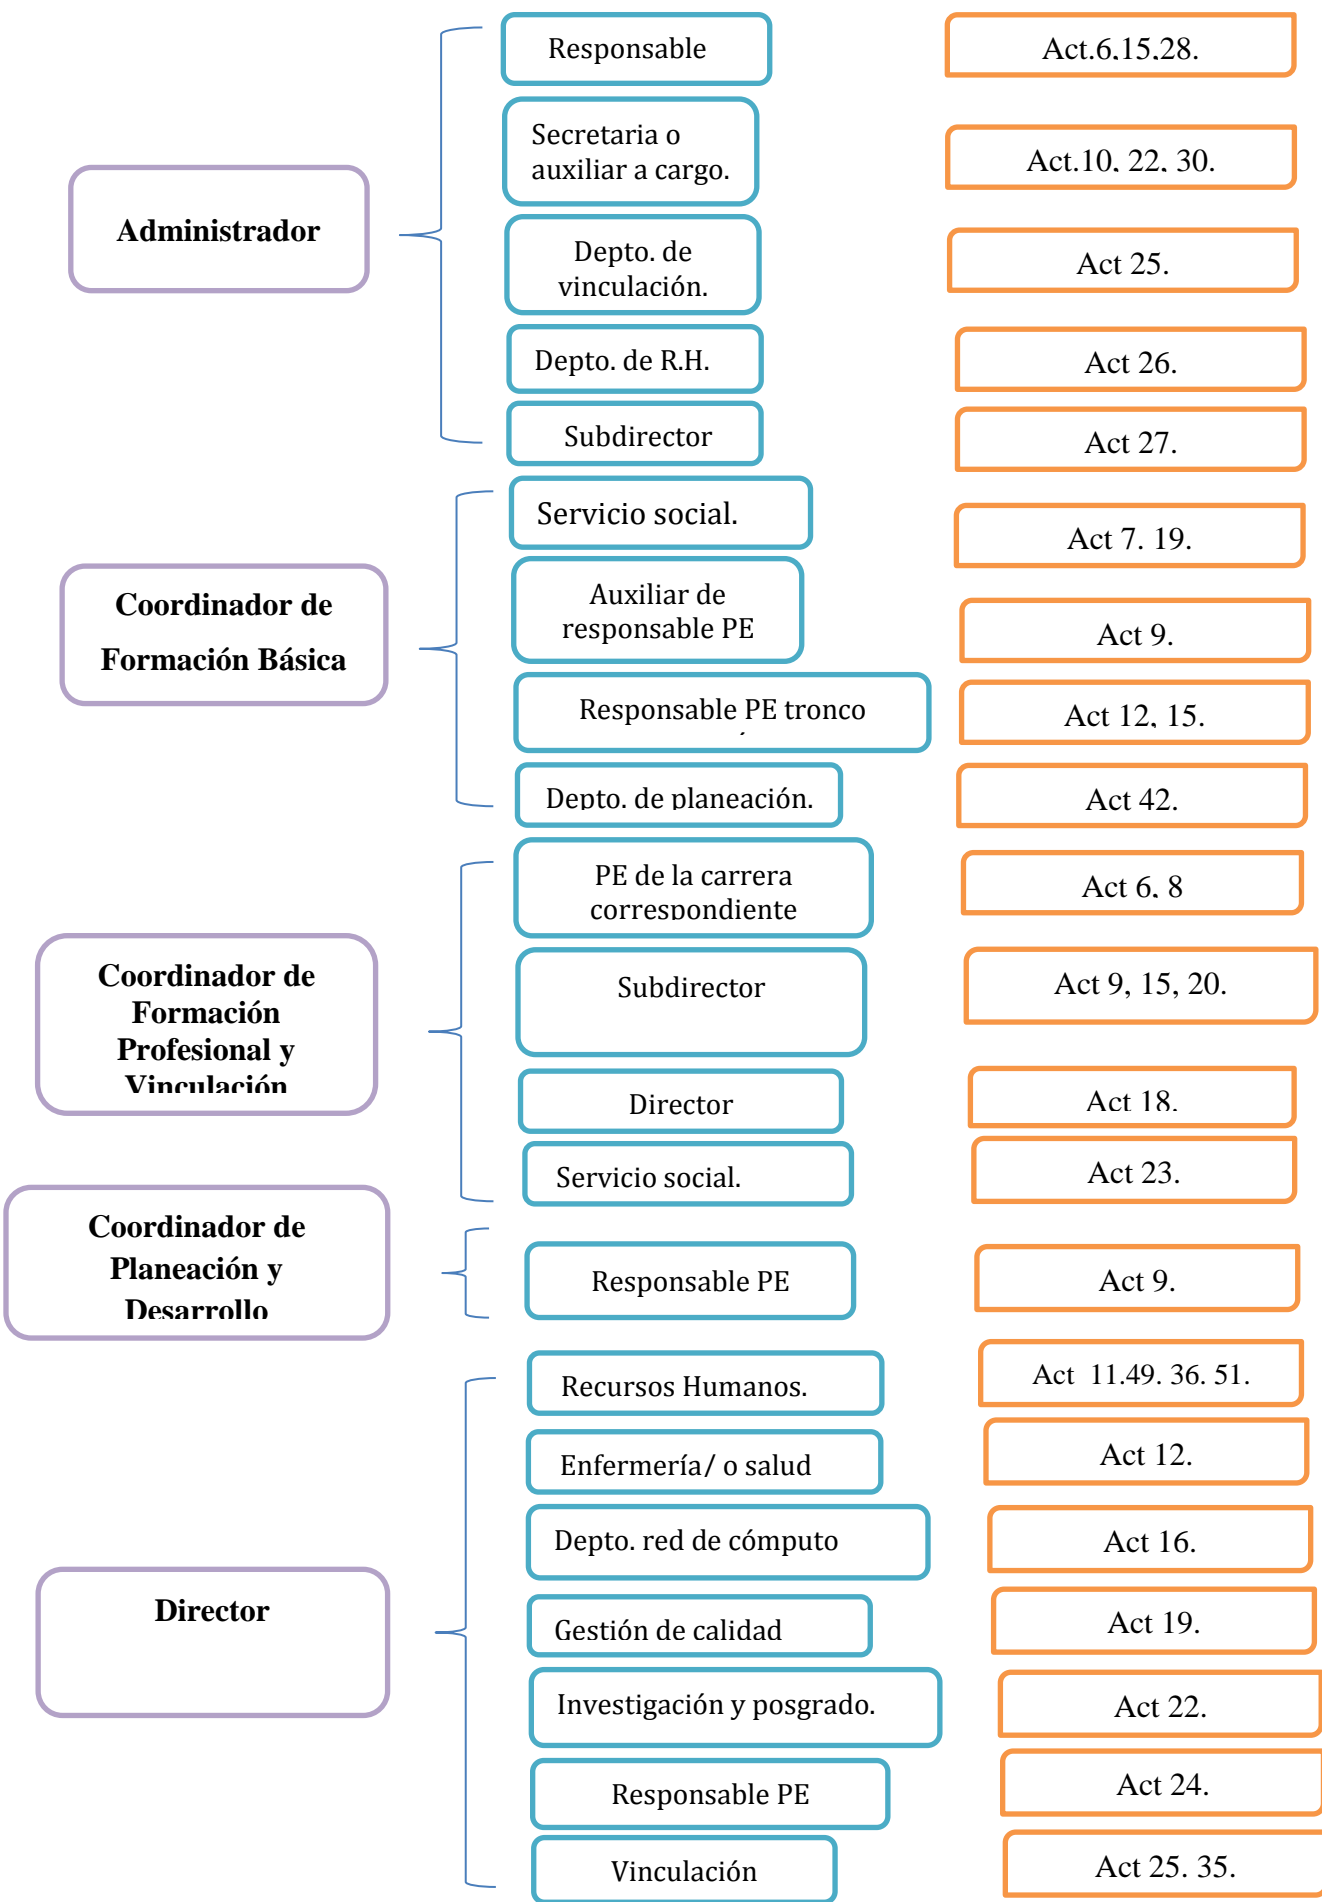 Administrador
Responsable
Act.6,15,28.
Secretaria o
auxiliar a cargo.
Act.10, 22, 30.
Depto. de
vinculación.
Act 25.
Depto. de R.H.
Act 26.
Subdirector
Act 27.
Coordinador de
Formación Básica
Servicio social.
Act 7. 19.
Auxiliar de
responsable PE
Act 9.
Responsable PE tronco
Act 12, 15.
Depto. de planeación.
Act 42.
Coordinador de
Formación
Profesional y
Vinculación
PE de la carrera
correspondiente
Act 6, 8
Subdirector
Act 9, 15, 20.
Director
Act 18.
Servicio social.
Act 23.
Coordinador de
Planeación y
Desarrollo
Responsable PE
Act 9.
Director
Recursos Humanos.
Act 11.49. 36. 51.
Enfermería/ o salud
Act 12.
Depto. red de cómputo
Act 16.
Gestión de calidad
Act 19.
Investigación y posgrado.
Act 22.
Responsable PE
Act 24.
Vinculación
Act 25. 35.